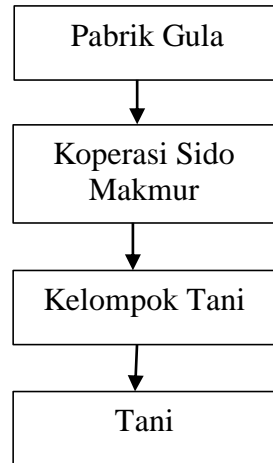 Pabrik Gula
Koperasi Sido
Makmur
Kelompok Tani
Tani